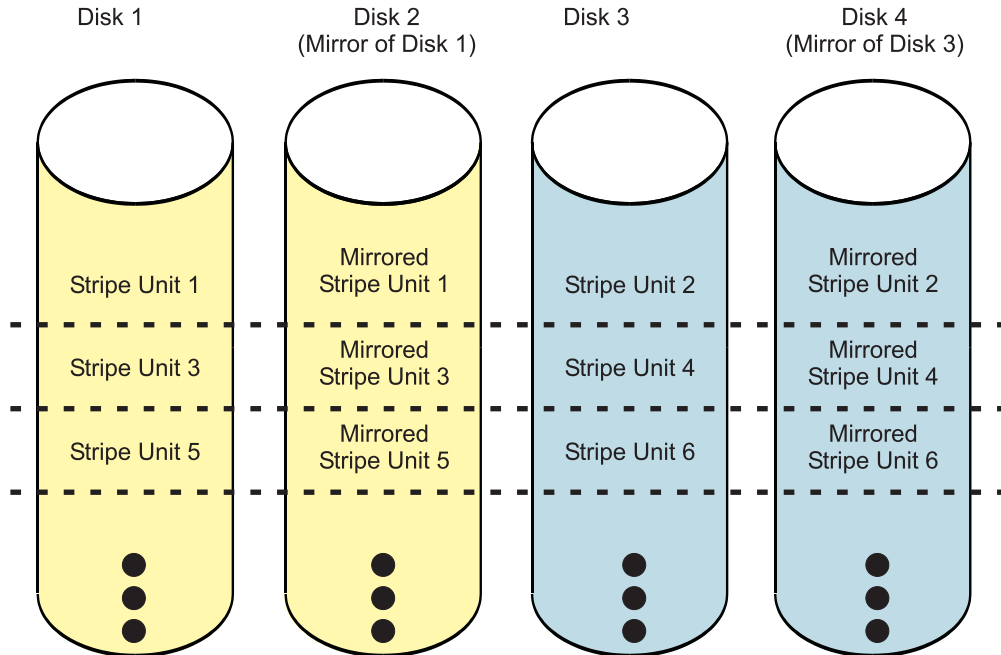 Disk 1
Disk 2
(Mirror of Disk 1)
Disk 3
Disk 4
(Mirror of Disk 3)
Stripe Unit 1
Mirrored
Stripe Unit 1
Stripe Unit 2
Mirrored
Stripe Unit 2
Stripe Unit 3
Mirrored
Stripe Unit 3
Stripe Unit 4
Mirrored
Stripe Unit 4
Stripe Unit 5
Mirrored
Stripe Unit 5
Stripe Unit 6
Mirrored
Stripe Unit 6